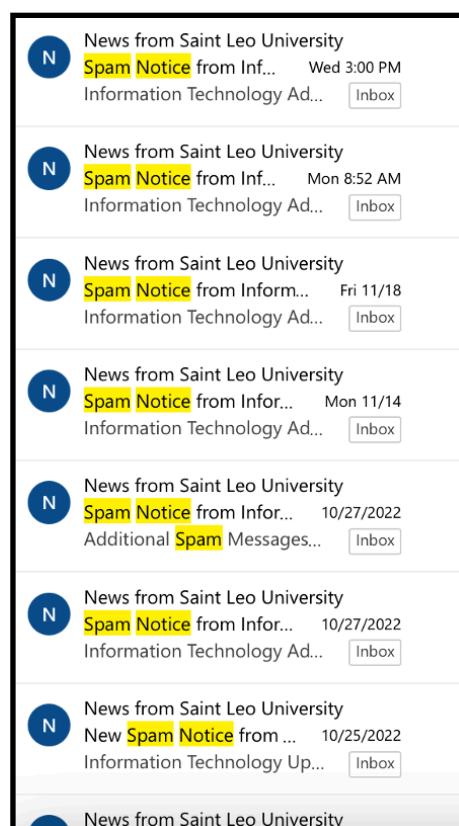 N
News from Saint Leo University
Spam Notice from Inf... Wed 3:00 PM
Information Technology Ad... Inbox
N
News from Saint Leo University
Spam Notice from Inf... Mon 8:52 AM
Information Technology Ad... Inbox
N
News from Saint Leo University
Spam Notice from Inform... Fri 11/18
Information Technology Ad... Inbox
N
News from Saint Leo University
Spam Notice from Infor... Mon 11/14
Information Technology Ad... Inbox
N
News from Saint Leo University
Spam Notice from Infor... 10/27/2022
Additional Spam Messages... Inbox
N
News from Saint Leo University
Spam Notice from Infor... 10/27/2022
Information Technology Ad... Inbox
N
News from Saint Leo University
New Spam Notice from ... 10/25/2022
Information Technology Up... Inbox
News from Saint Leo University